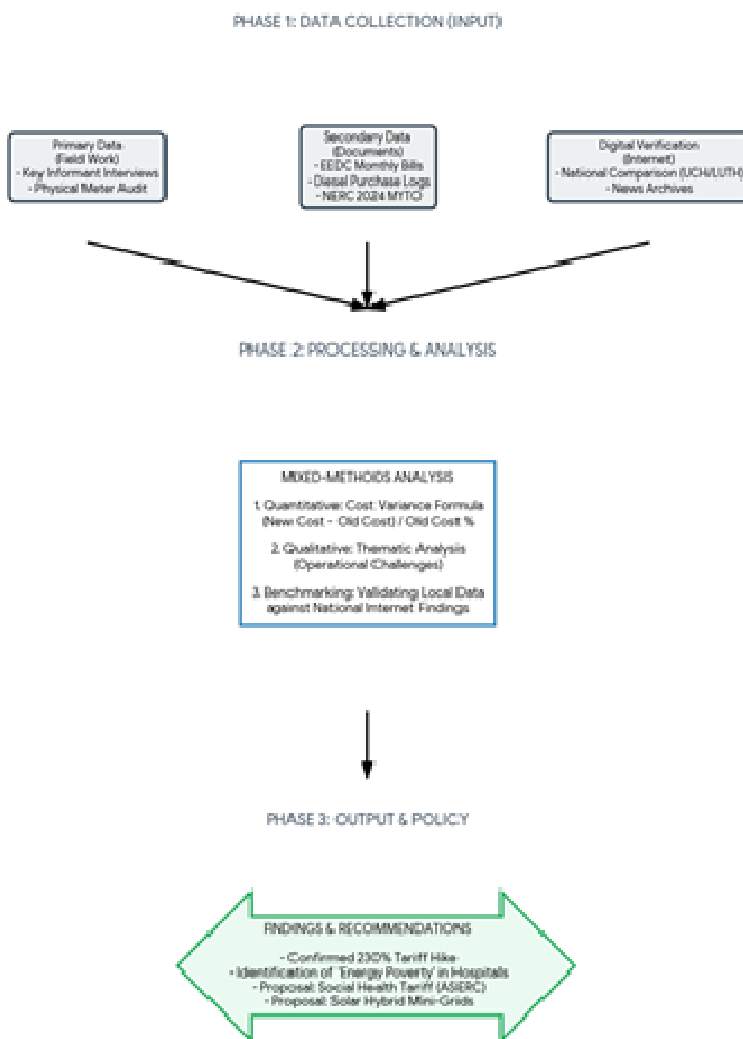 PHASE 1: DATA COLLECTION (INPUT)
Primary Data
(Field Work)
- Key Informant Interviews
- Physical Meter Audit
Secondary Data
(Documents)
- EEDC Monthly Bills
- Diesel Purchase Logs
- NERC 2024 MYTO
Digital Verification
(Internet)
- National Comparison (UCH/LUTH)
- News Archives
PHASE 2: PROCESSING & ANALYSIS
MIXED-METHODS ANALYSIS
1. Quantitative: Cost Variance Formula
(New Cost - Old Cost) / Old Cost %
2. Qualitative: Thematic Analysis
(Operational Challenges)
3. Benchmarking: Validating Local Data
against National Internet Findings
PHASE 3: OUTPUT & POLICY
FINDINGS & RECOMMENDATIONS
- Confirmed 230% Tariff Hike
- Identification of 'Energy Poverty' in Hospitals
- Proposal: Social Health Tariff (ASIERC)
- Proposal: Solar Hybrid Mini-Grids